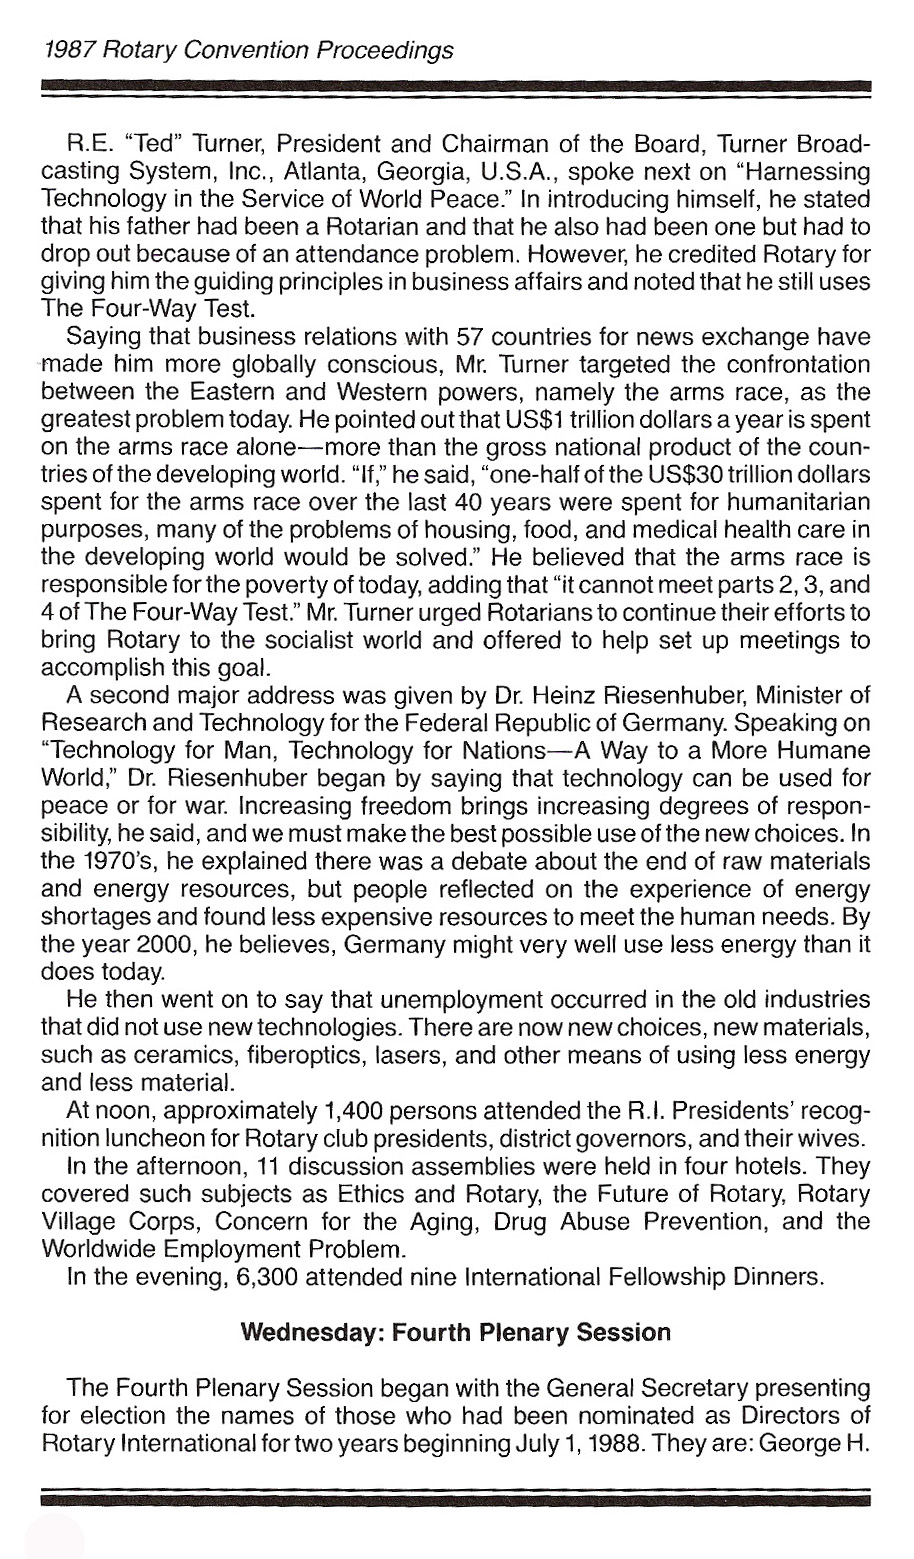 1987 Rotary Convention Proceedings
R.E. “Ted” Turner, President and Chairman of the Board, Turner Broad-
casting System, Inc., Atlanta, Georgia, U.S.A., spoke next on “Harnessing
Technology in the Service of World Peace.” In introducing himself, he stated
that his father had been a Rotarian and that he also had been one but had to
drop out because of an attendance problem. However, he credited Rotary for
giving him the guiding principles in business affairs and noted that he still uses
The Four-Way Test.
Saying that business relations with 57 countries for news exchange have
made him more globally conscious, Mr. Turner targeted the confrontation
between the Eastern and Western powers, namely the arms race, as the
greatest problem today. He pointed out that US$1 trillion dollars a year is spent
on the arms race alone—more than the gross national product of the coun-
tries of the developing world. “If,” he said, “one-half of the US$30 trillion dollars
spent for the arms race over the last 40 years were spent for humanitarian
purposes, many of the problems of housing, food, and medical health care in
the developing world would be solved.” He believed that the arms race is
responsible for the poverty of today, adding that “it cannot meet parts 2, 3, and
4 of The Four-Way Test.” Mr. Turner urged Rotarians to continue their efforts to
bring Rotary to the socialist world and offered to help set up meetings to
accomplish this goal.
A second major address was given by Dr. Heinz Riesenhuber, Minister of
Research and Technology for the Federal Republic of Germany. Speaking on
“Technology for Man, Technology for Nations—A Way to a More Humane
World,” Dr. Riesenhuber began by saying that technology can be used for
peace or for war. Increasing freedom brings increasing degrees of respon-
sibility, he said, and we must make the best possible use of the new choices. In
the 1970’s, he explained there was a debate about the end of raw materials
and energy resources, but people reflected on the experience of energy
shortages and found less expensive resources to meet the human needs. By
the year 2000, he believes, Germany might very well use less energy than it
does today.
He then went on to say that unemployment occurred in the old industries
that did not use new technologies. There are now new choices, new materials,
such as ceramics, fiberoptics, lasers, and other means of using less energy
and less material.
At noon, approximately 1,400 persons attended the R.I. Presidents’ recog-
nition luncheon for Rotary club presidents, district governors, and their wives.
In the afternoon, 11 discussion assemblies were held in four hotels. They
covered such subjects as Ethics and Rotary, the Future of Rotary, Rotary
Village Corps, Concern for the Aging, Drug Abuse Prevention, and the
Worldwide Employment Problem.
In the evening, 6,300 attended nine International Fellowship Dinners.
Wednesday: Fourth Plenary Session
The Fourth Plenary Session began with the General Secretary presenting
for election the names of those who had been nominated as Directors of
Rotary International for two years beginning July 1, 1988. They are: George H.